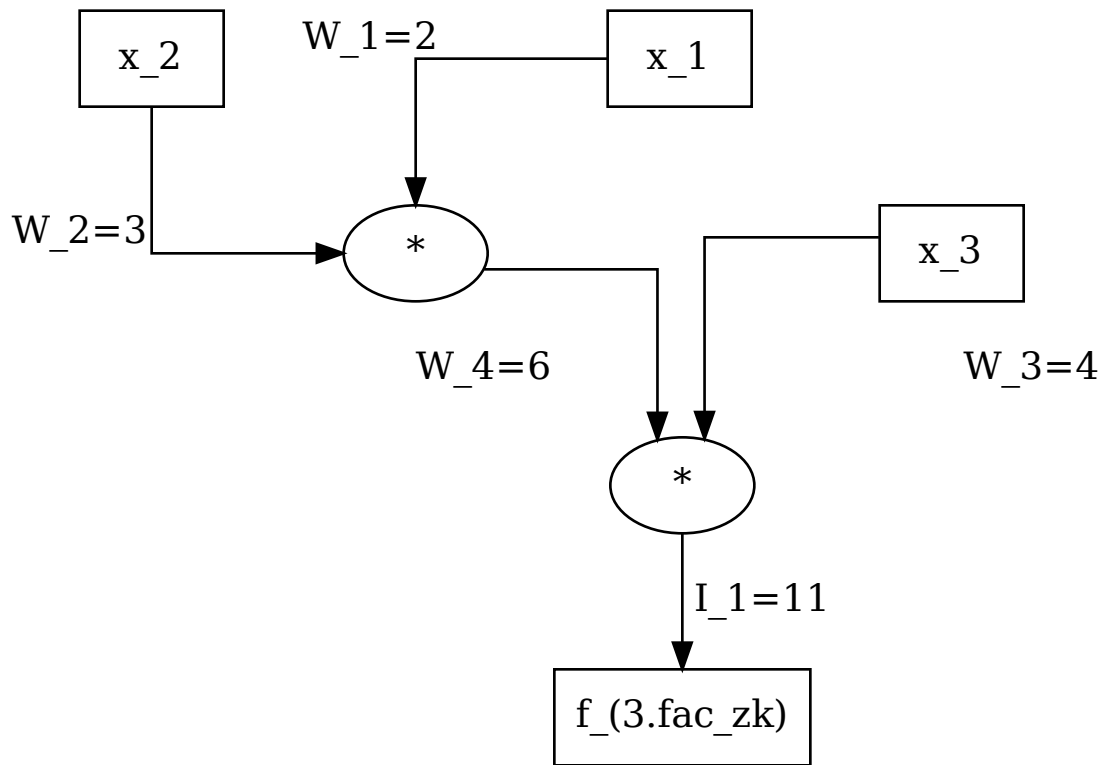 x_2
W_1=2
x_1
W_2=3
*
x_3
W_4=6
W_3=4
*
I_1=11
f_(3.fac_zk)